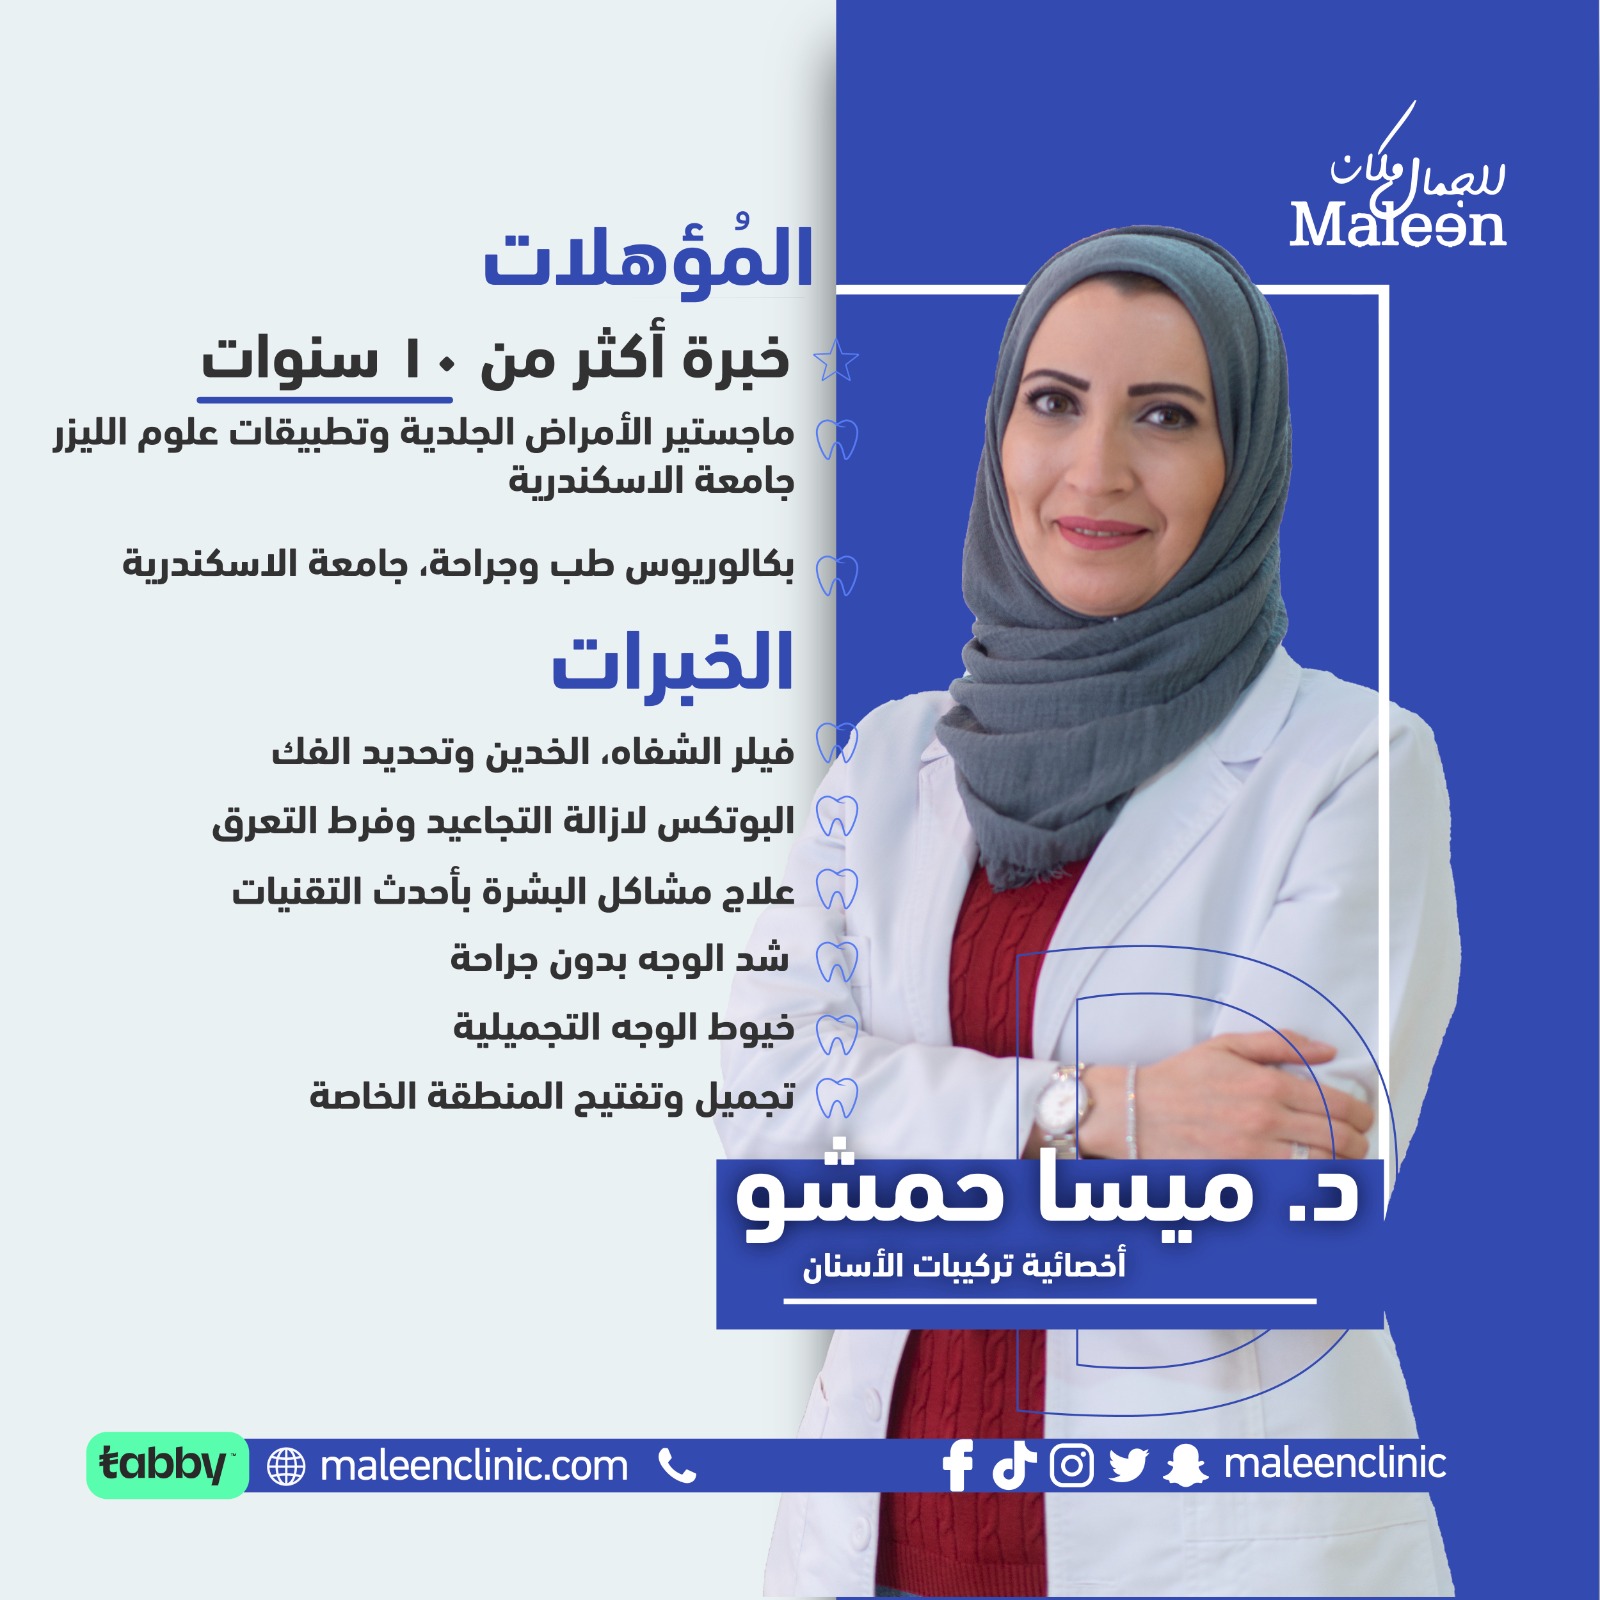 للجمال مكان
Maleen
المُؤهلات
خبرة أكثر من ١٠ سنوات
ماجستير الأمراض الجلدية وتطبيقات علوم الليزر
جامعة الاسكندرية
بكالوريوس طب وجراحة، جامعة الاسكندرية
الخبرات
فيلر الشفاه، الخدين وتحديد الفك
البوتكس لازالة التجاعيد وفرط التعرق
علاج مشاكل البشرة بأحدث التقنيات
شد الوجه بدون جراحة
خيوط الوجه التجميلية
تجميل وتفتيح المنطقة الخاصة
د. ميسا حمشو
أخصائية تركيبات الأسنان
tabby™ maleenclinic.com maleenclinic